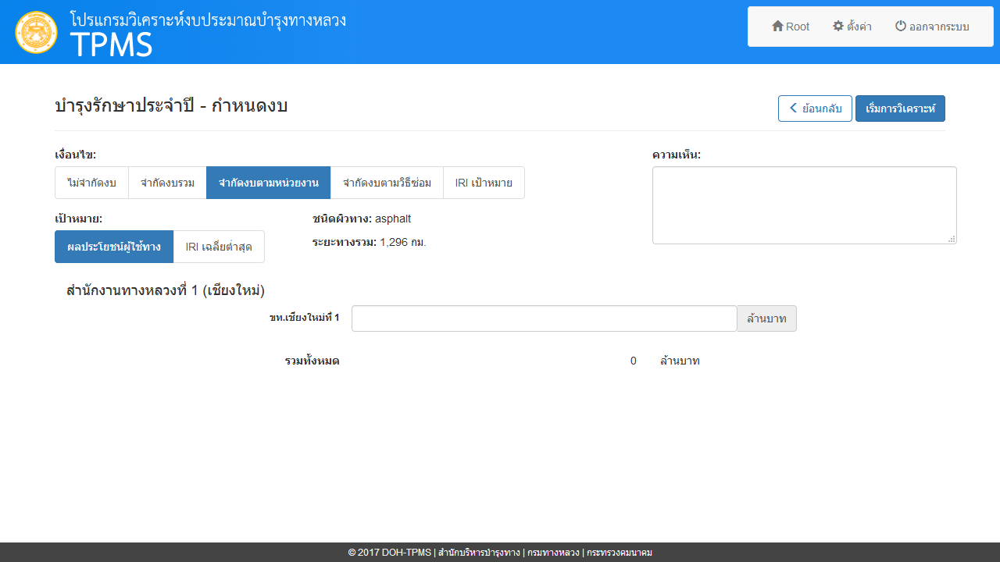 โปรแกรมวิเคราะห์งบประมาณบำรุงทางหลวง
TPMS
Root ตั้งค่า ออกจากระบบ
บำรุงรักษาประจำปี - กำหนดงบ
ย้อนกลับ เริ่มการวิเคราะห์
เงื่อนไข: ความเห็น:
ไม่จำกัดงบ จำกัดงบรวม จำกัดงบตามหน่วยงาน จำกัดงบตามวิธีซ่อม IRI เป้าหมาย
เป้าหมาย: ชนิดผิวทาง: asphalt
ผลประโยชน์ผู้ใช้ทาง IRI เฉลี่ยต่ำสุด ระยะทางรวม: 1,296 กม.
สำนักงานทางหลวงที่ 1 (เชียงใหม่)
ขท.เชียงใหม่ที่ 1 ล้านบาท
รวมทั้งหมด 0 ล้านบาท
© 2017 DOH-TPMS | สำนักบริหารบำรุงทาง | กรมทางหลวง | กระทรวงคมนาคม